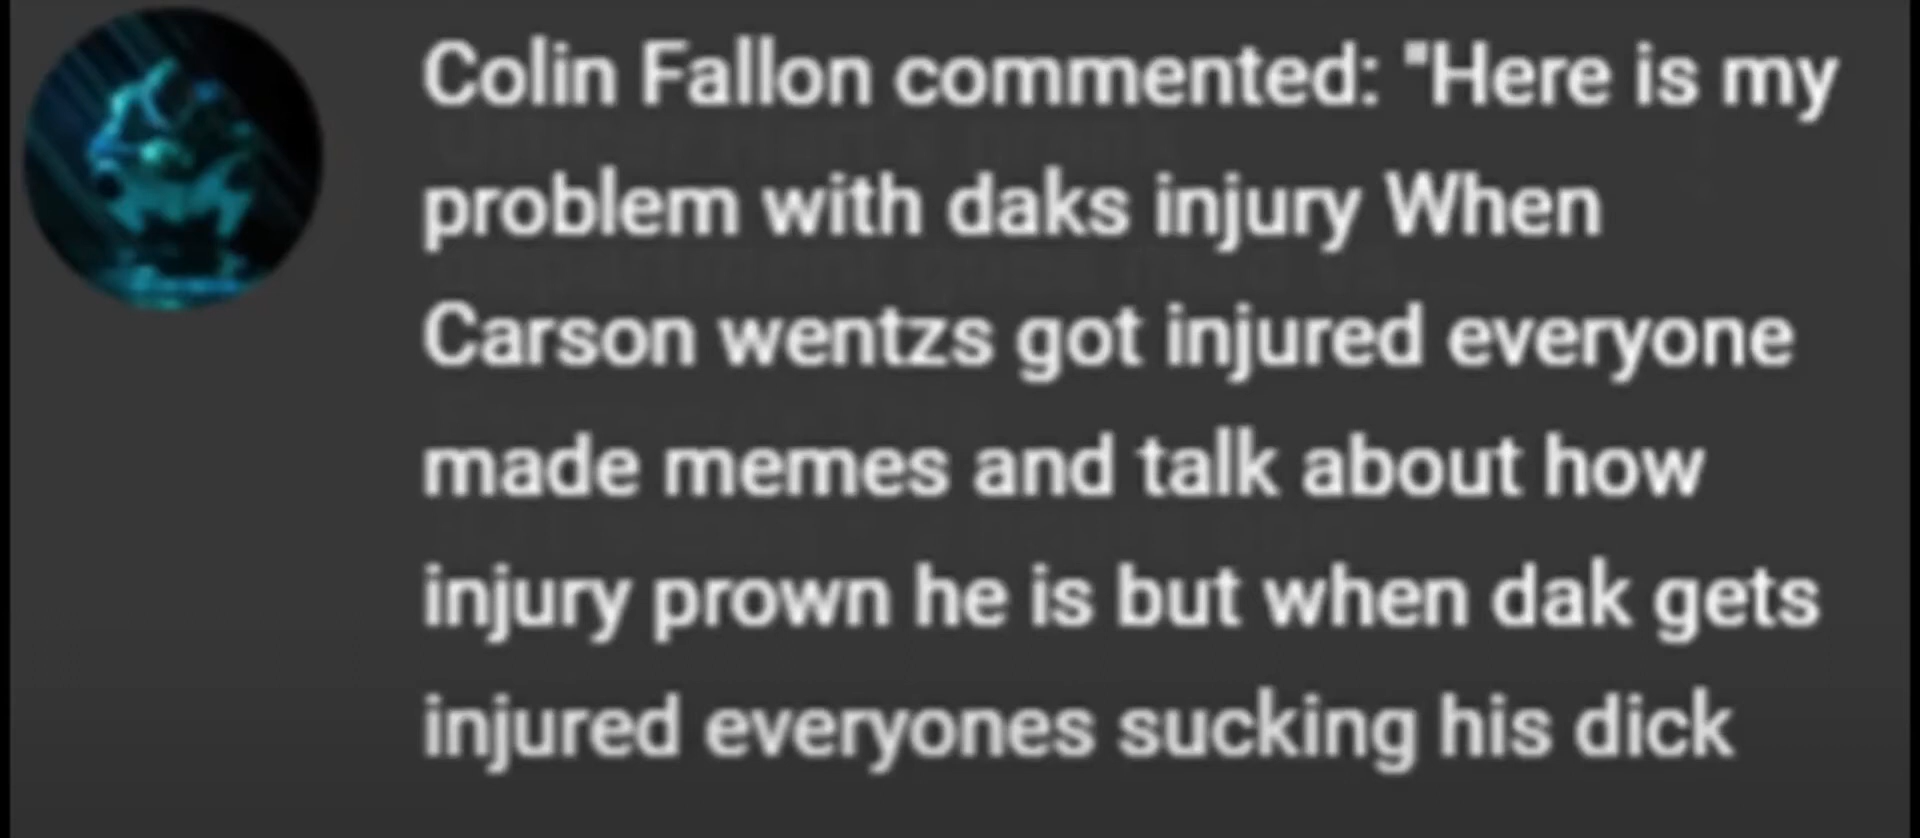 Colin Fallon commented: "Here is my
problem with daks injury When
Carson wentzs got injured everyone
made memes and talk about how
injury prown he is but when dak gets
injured everyones sucking his dick